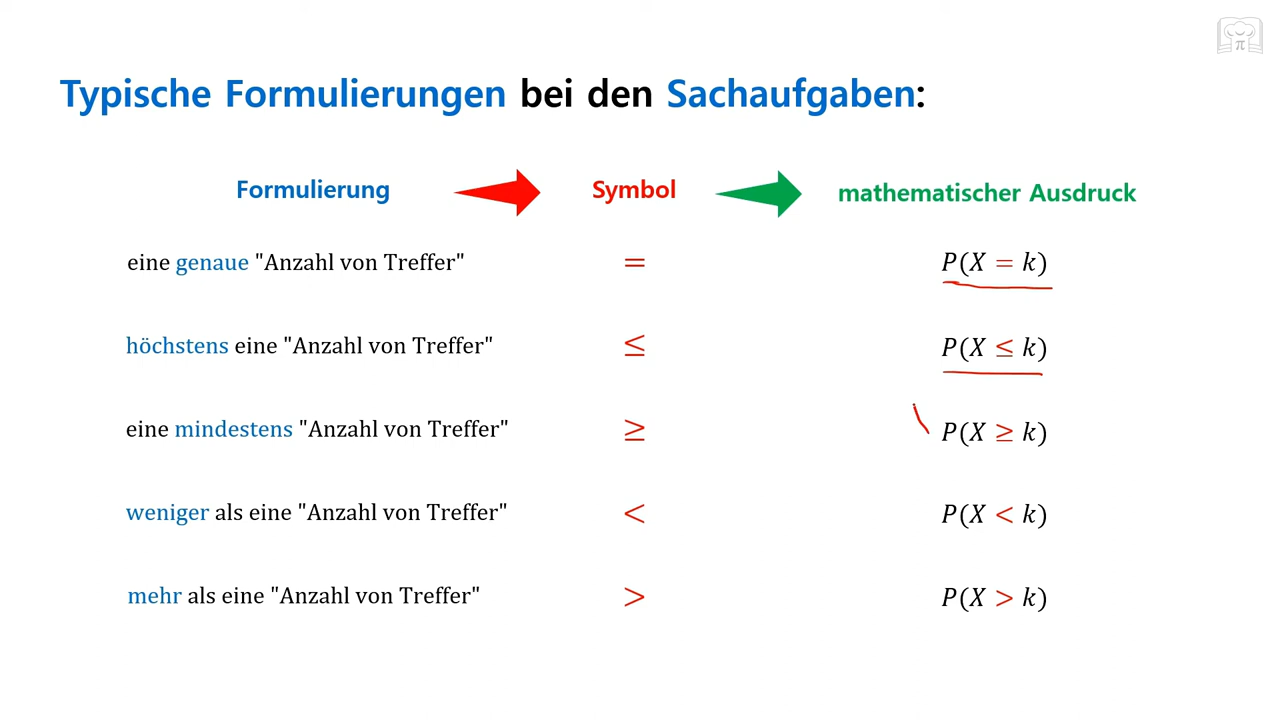 Typische Formulierungen bei den Sachaufgaben:
Formulierung Symbol mathematischer Ausdruck
eine genaue "Anzahl von Treffer" = P(X = k)
höchstens eine "Anzahl von Treffer" ≤ P(X ≤ k)
eine mindestens "Anzahl von Treffer" ≥ P(X ≥ k)
weniger als eine "Anzahl von Treffer" < P(X < k)
mehr als eine "Anzahl von Treffer" > P(X > k)
π